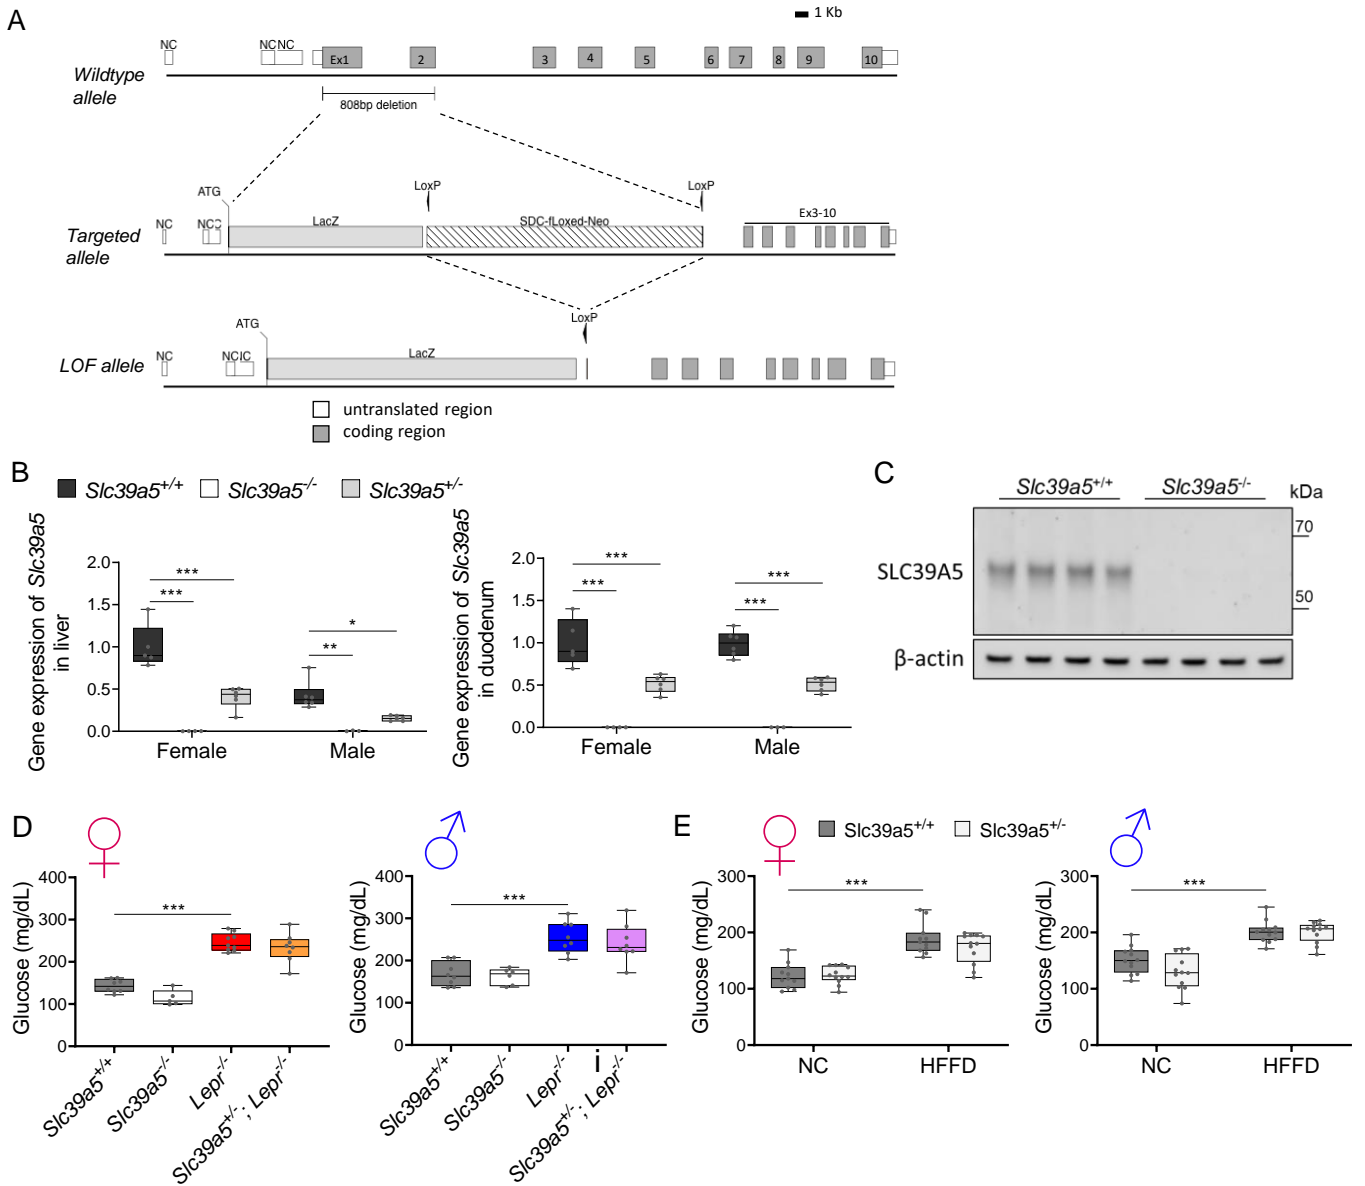 A
1 Kb
NC
NC NC
Ex1 2 3 4 5 6 7 8 9 10
Wildtype
allele
808bp deletion
ATG
LoxP
LoxP
NC
LacZ
SDC-fLoxed-Neo
Ex3-10
Targeted
allele
ATG
LoxP
NC
LacZ
LOF allele
untranslated region
coding region
B
Slc39a5+/+
Slc39a5-/-
Slc39a5+/-
Gene expression of Slc39a5
in liver
2.0
1.5
1.0
0.5
0.0
***
***
*
**
Female
Male
Gene expression of Slc39a5
in duodenum
2.0
1.5
1.0
0.5
0.0
***
***
***
***
Female
Male
C
Slc39a5+/+
Slc39a5-/-
kDa
70
SLC39A5
50
β-actin
D
Glucose (mg/dL)
400
300
200
100
0
***
Slc39a5+/+
Slc39a5-/-
Lepr-/-
Slc39a5+/-; Lepr-/-
Glucose (mg/dL)
400
300
200
100
0
***
Slc39a5+/+
Slc39a5-/-
Lepr-/-
i
Slc39a5+/- Lepr-/-
E
Slc39a5+/+
Slc39a5+/-
Glucose (mg/dL)
300
200
100
0
***
NC
HFFD
Glucose (mg/dL)
300
200
100
0
***
NC
HFFD